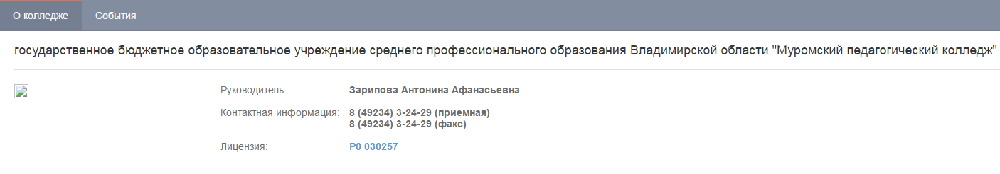 О колледже События
государственное бюджетное образовательное учреждение среднего профессионального образования Владимирской области "Муромский педагогический колледж"
Руководитель: Зарипова Антонина Афанасьевна
Контактная информация: 8 (49234) 3-24-29 (приемная)
8 (49234) 3-24-29 (факс)
Лицензия: Р0 030257